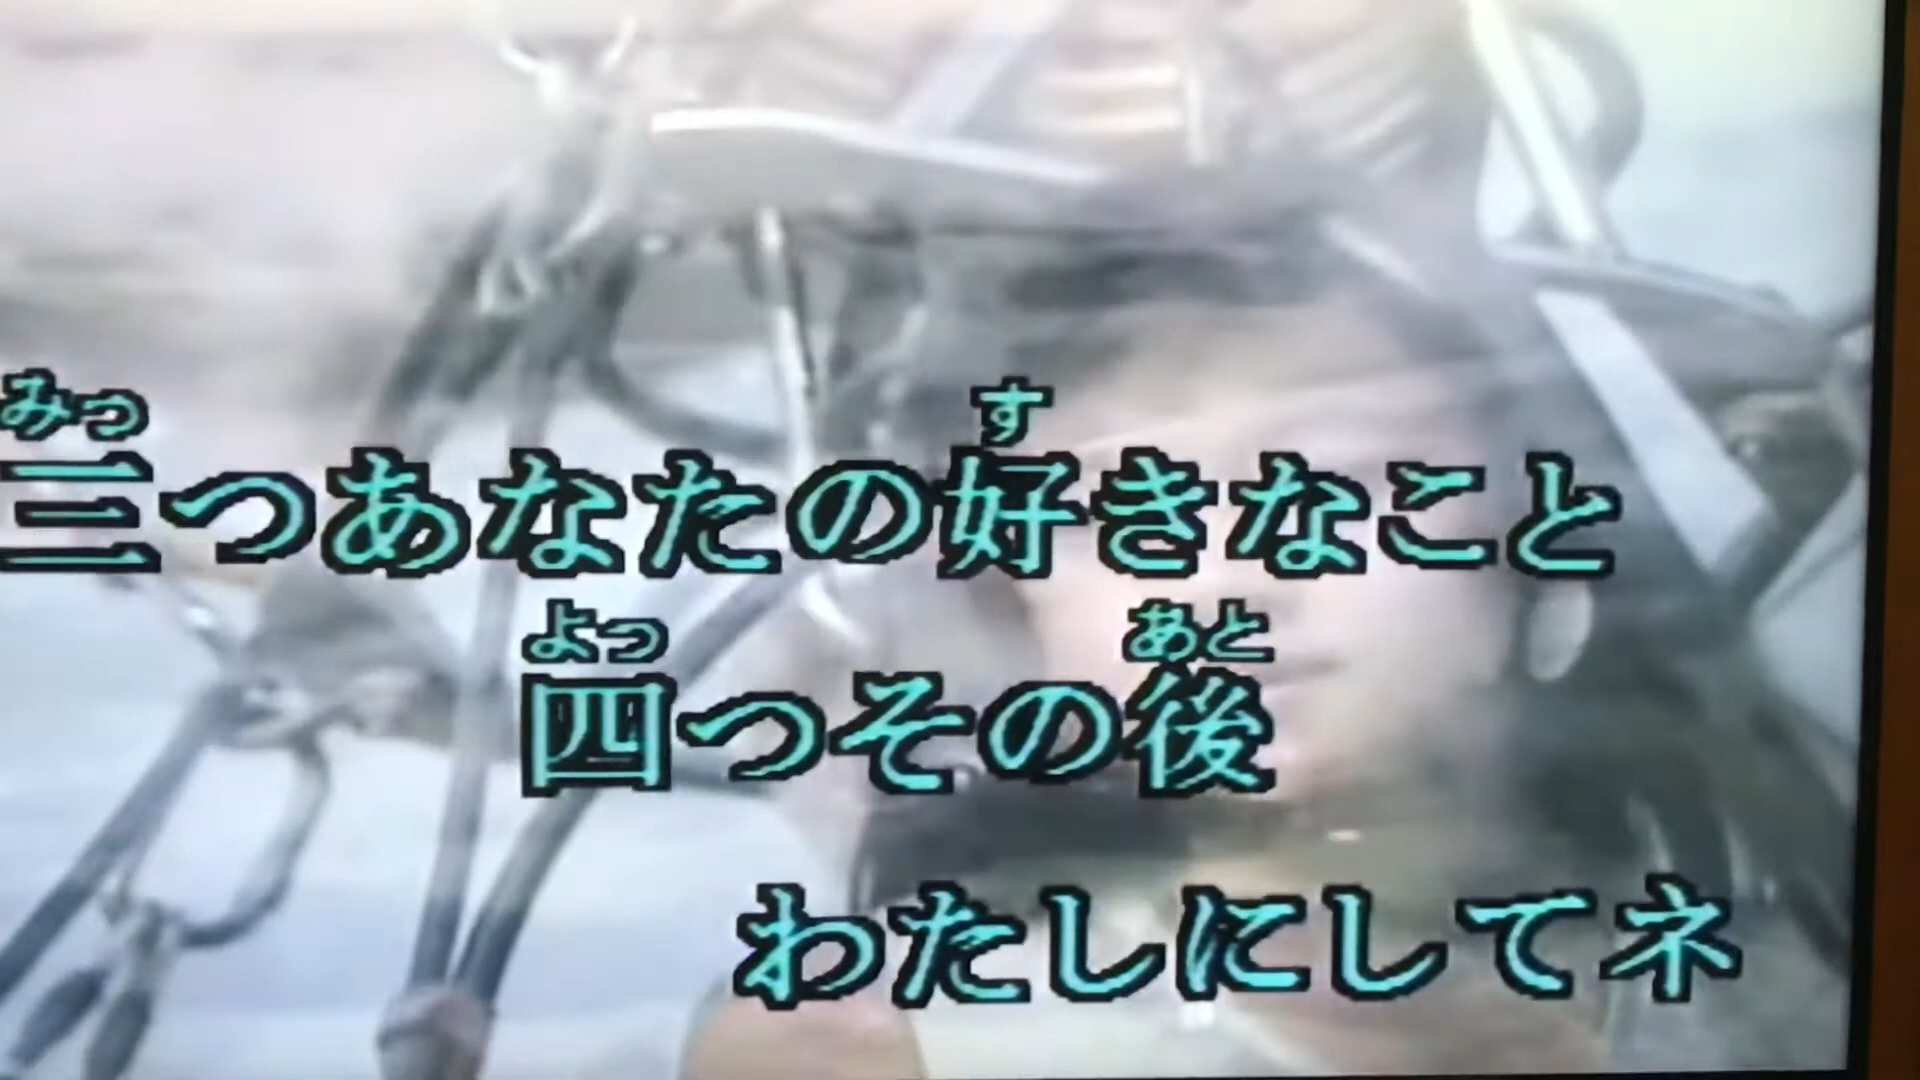 みっ す
三つあなたの好きなこと
よっ あと
四つその後
わたしにしてネ